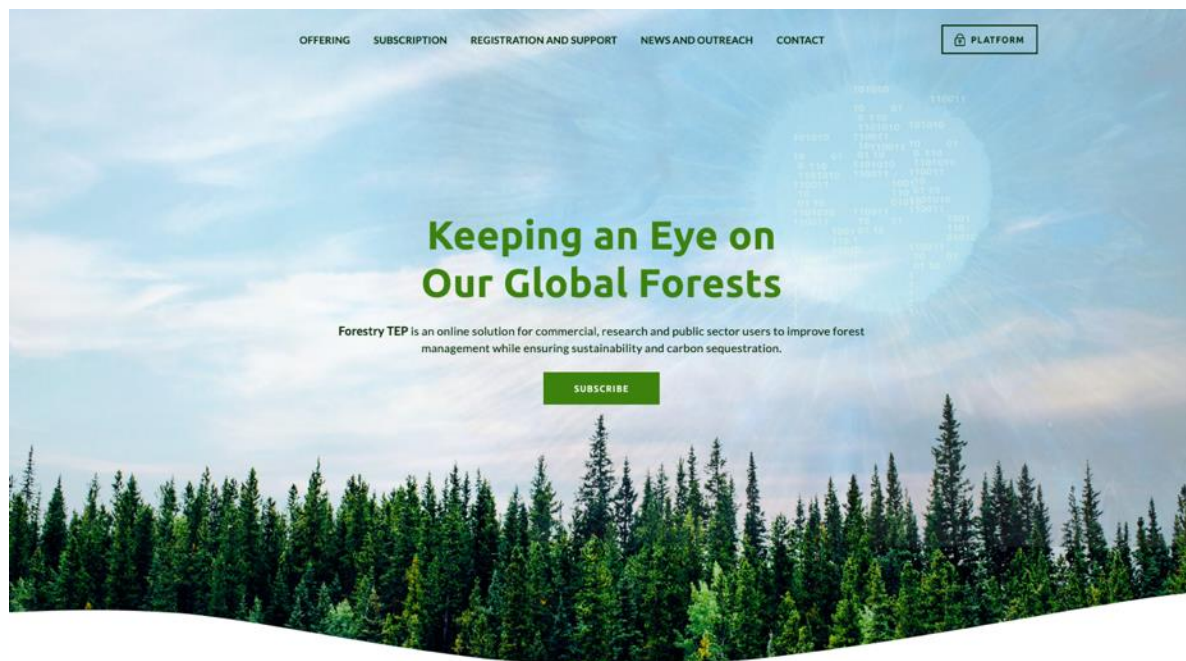 OFFERING SUBSCRIPTION REGISTRATION AND SUPPORT NEWS AND OUTREACH CONTACT PLATFORM
Keeping an Eye on
Our Global Forests
Forestry TEP is an online solution for commercial, research and public sector users to improve forest
management while ensuring sustainability and carbon sequestration.
SUBSCRIBE